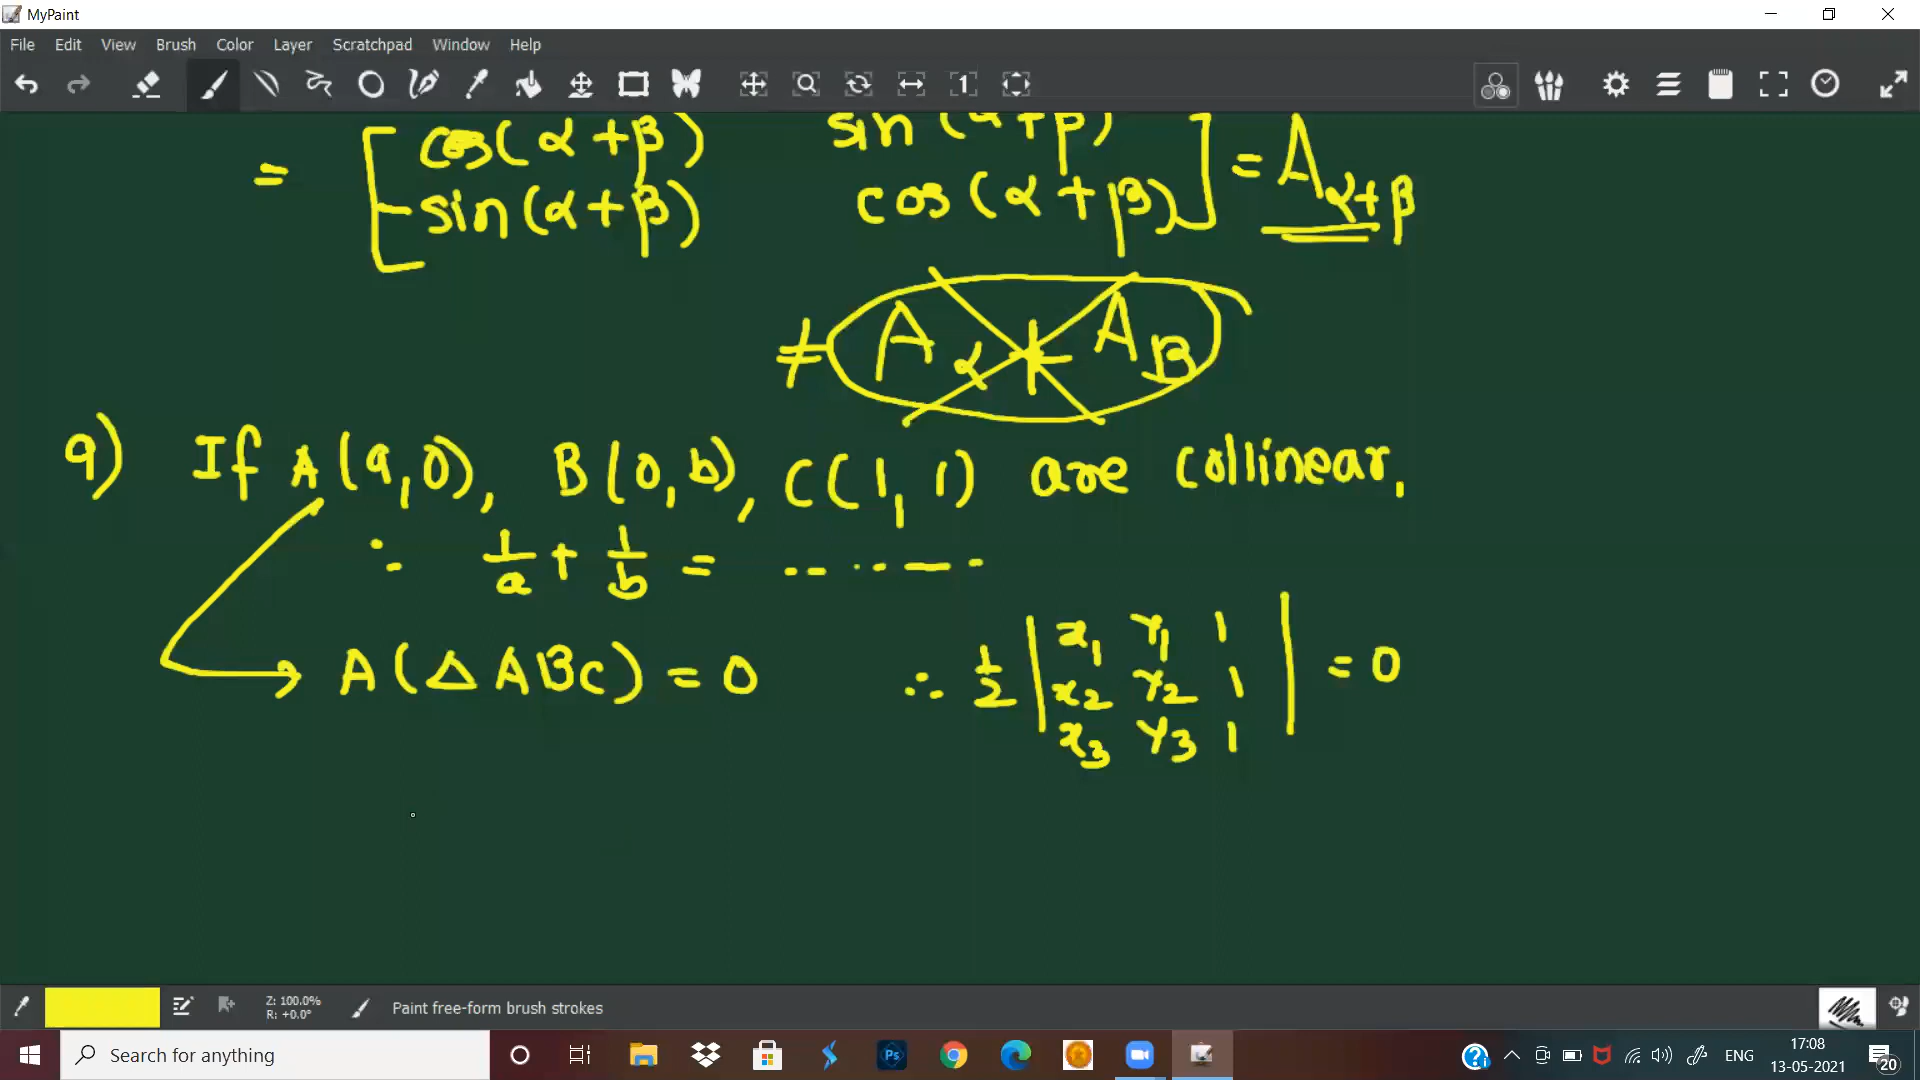 MyPaint
File Edit View Brush Color Layer Scratchpad Window Help
= [ cos(α+β) sin(α+β)
-sin(α+β) cos(α+β) ] = Aα+β
≠ Aα * AB
9) If A(a,0), B(0,b), C(1,1) are collinear,
∴ 1/a + 1/b = -------
A(△ABC) = 0 ∴ 1/2 | x1 y1 1 | = 0
x2 y2 1
x3 y3 1
Z: 100.0%
R: +0.0°
Paint free-form brush strokes
Search for anything
Ps
ENG
17:08
13-05-2021
20